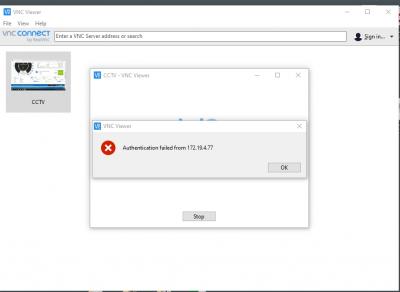 VNC Viewer
File View Help
VNC CONNECT
by RealVNC
Enter a VNC Server address or search
Sign in...
CCTV
CCTV - VNC Viewer
VNC Viewer
Authentication failed from 172.19.4.77
OK
Stop